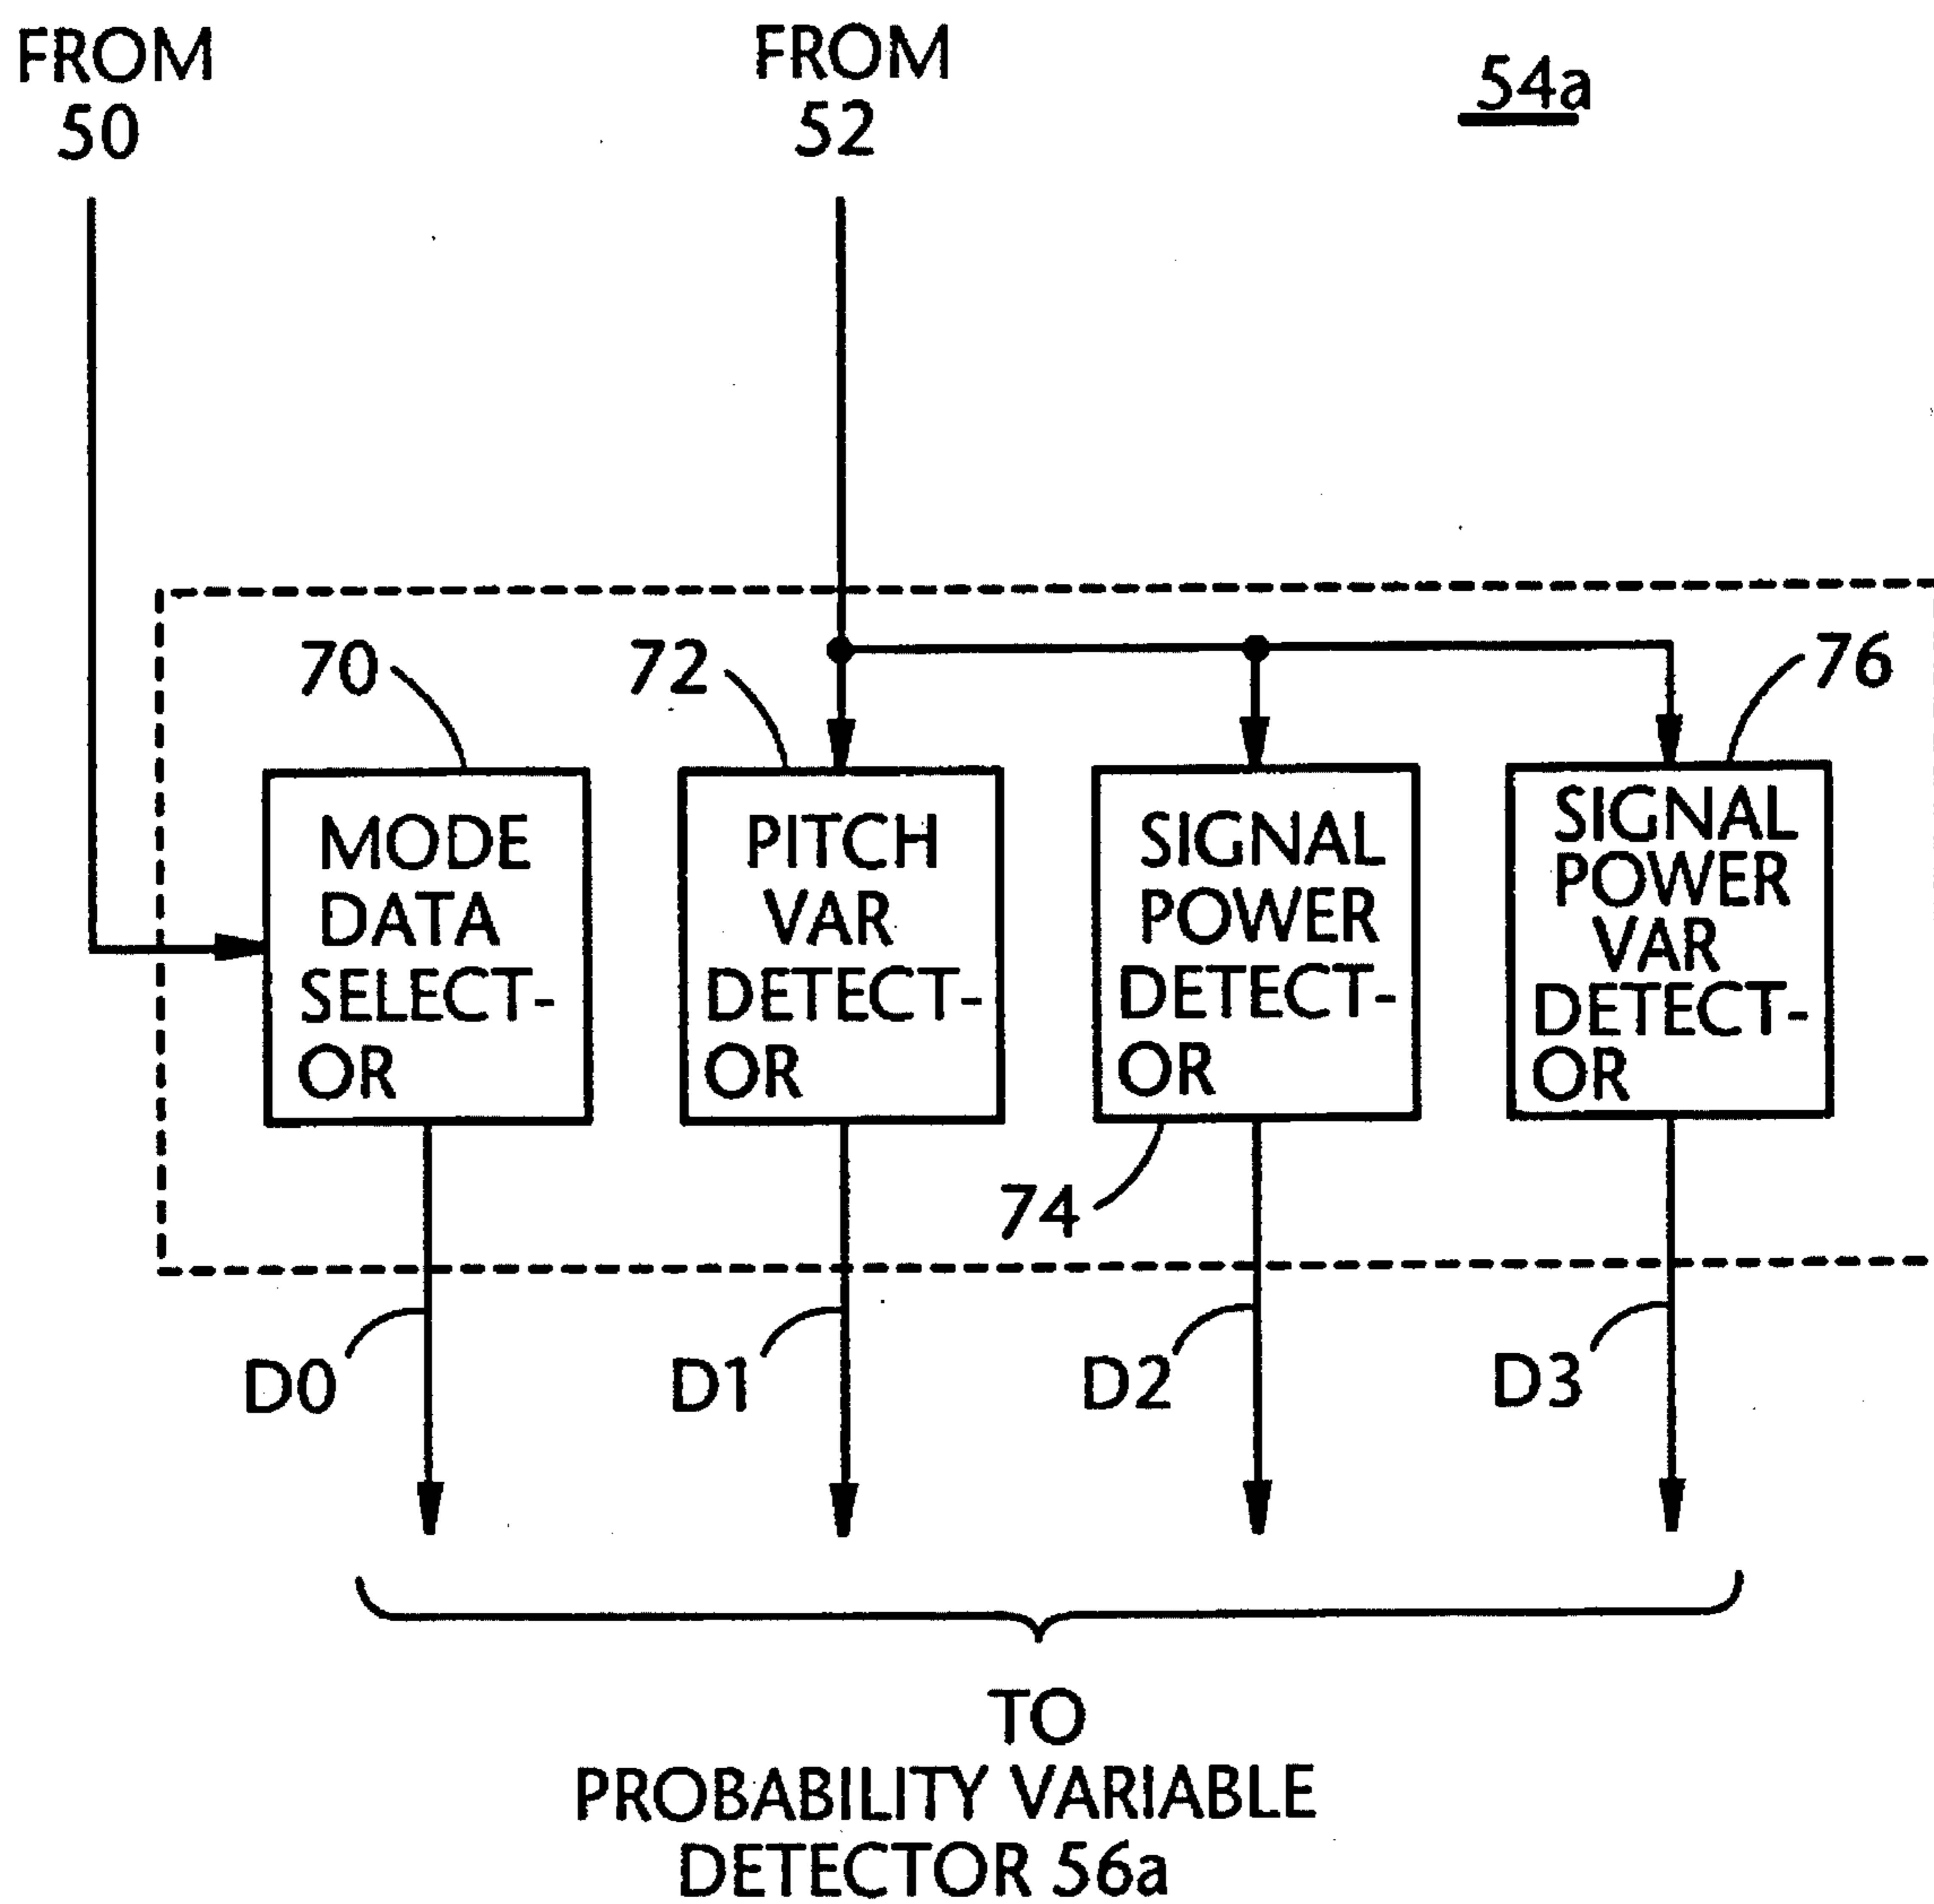 FROM
50
FROM
52
54a
70
72
76
MODE
DATA
SELECT-
OR
PITCH
VAR
DETECT-
OR
SIGNAL
POWER
DETECT-
OR
SIGNAL
POWER
VAR
DETECT-
OR
74
D0
D1
D2
D3
TO
PROBABILITY VARIABLE
DETECTOR 56a